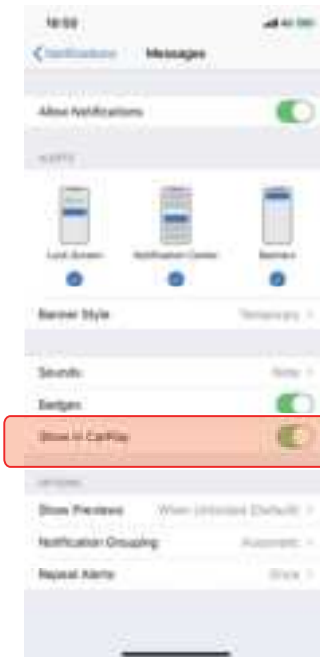 Notifications
Messages
Allow Notifications
ALERTS
Lock Screen
Notification Center
Banners
Banner Style
Temporary
Sounds
Note
Badges
Show in CarPlay
OPTIONS
Show Previews
When Unlocked (Default)
Notification Grouping
Automatic
Repeat Alerts
Once